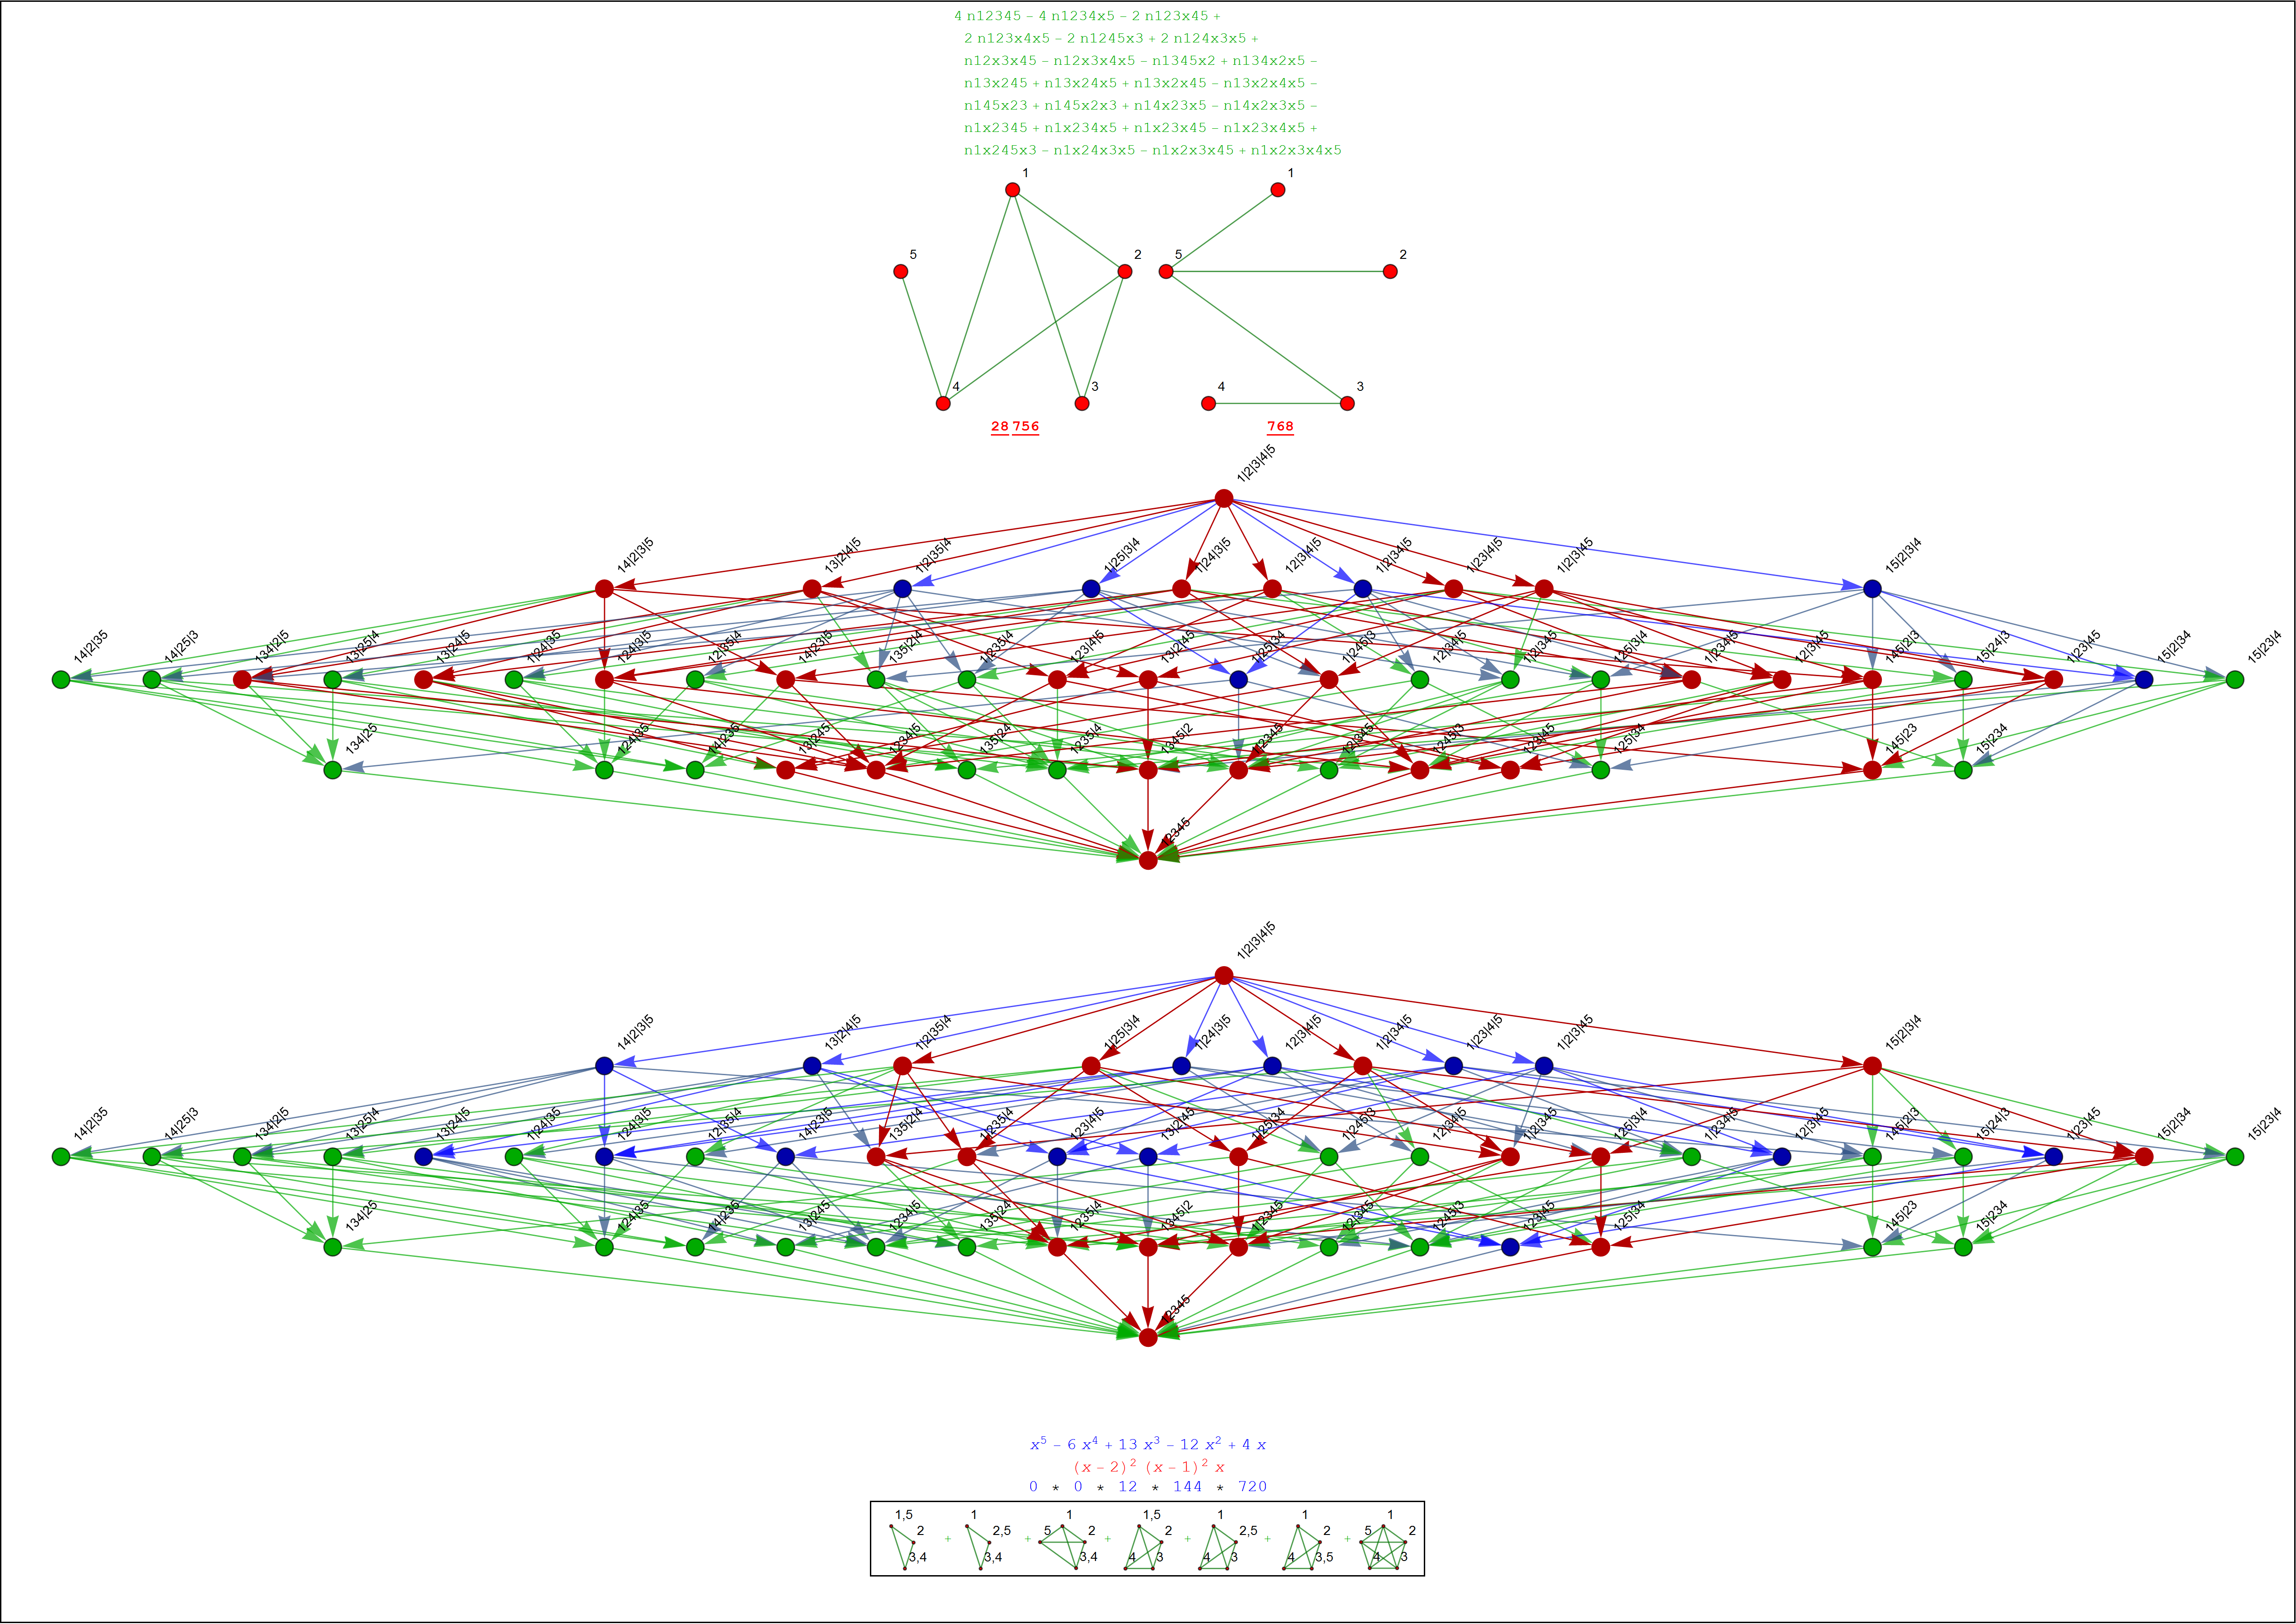 4 n12345 – 4 n1234x5 – 2 n123x45 +
2 n123x4x5 – 2 n1245x3 + 2 n124x3x5 +
n12x3x45 – n12x3x4x5 – n1345x2 + n134x2x5 –
n13x245 + n13x24x5 + n13x2x45 – n13x2x4x5 –
n145x23 + n145x2x3 + n14x23x5 – n14x2x3x5 –
n1x2345 + n1x234x5 + n1x23x45 – n1x23x4x5 +
n1x245x3 – n1x24x3x5 – n1x2x3x45 + n1x2x3x4x5
1 1
5 2 5 2
4 3 4 3
28 756 768
1|2|3|4|5
14|2|3|5 13|2|4|5 1|2|35|4 1|25|3|4 1|24|3|5 12|3|4|5 1|2|34|5 1|23|4|5 1|2|3|45 15|2|3|4
14|2|35 14|25|3 134|2|5 13|25|4 13|24|5 1|24|35 124|3|5 12|35|4 14|23|5 135|2|4 1|235|4 123|4|5 13|2|45 1|25|34 1|245|3 12|34|5 1|2|345 125|3|4 1|234|5 12|3|45 145|2|3 15|24|3 1|23|45 15|2|34 15|23|4
134|25 124|35 14|235 13|245 1234|5 135|24 1235|4 1345|2 1|2345 12|345 1245|3 123|45 125|34 145|23 15|234
12345
1|2|3|4|5
14|2|3|5 13|2|4|5 1|2|35|4 1|25|3|4 1|24|3|5 12|3|4|5 1|2|34|5 1|23|4|5 1|2|3|45 15|2|3|4
14|2|35 14|25|3 134|2|5 13|25|4 13|24|5 1|24|35 124|3|5 12|35|4 14|23|5 135|2|4 1|235|4 123|4|5 13|2|45 1|25|34 1|245|3 12|34|5 1|2|345 125|3|4 1|234|5 12|3|45 145|2|3 15|24|3 1|23|45 15|2|34 15|23|4
134|25 124|35 14|235 13|245 1234|5 135|24 1235|4 1345|2 1|2345 12|345 1245|3 123|45 125|34 145|23 15|234
12345
x⁵ – 6 x⁴ + 13 x³ – 12 x² + 4 x
(x – 2)² (x – 1)² x
0 * 0 * 12 * 144 * 720
1,5 2 3,4 + 1 2,5 3,4 + 1 5 2 3,4 + 1,5 2 4 3 + 1 2,5 4 3 + 1 2 4 3,5 + 1 5 2 4 3